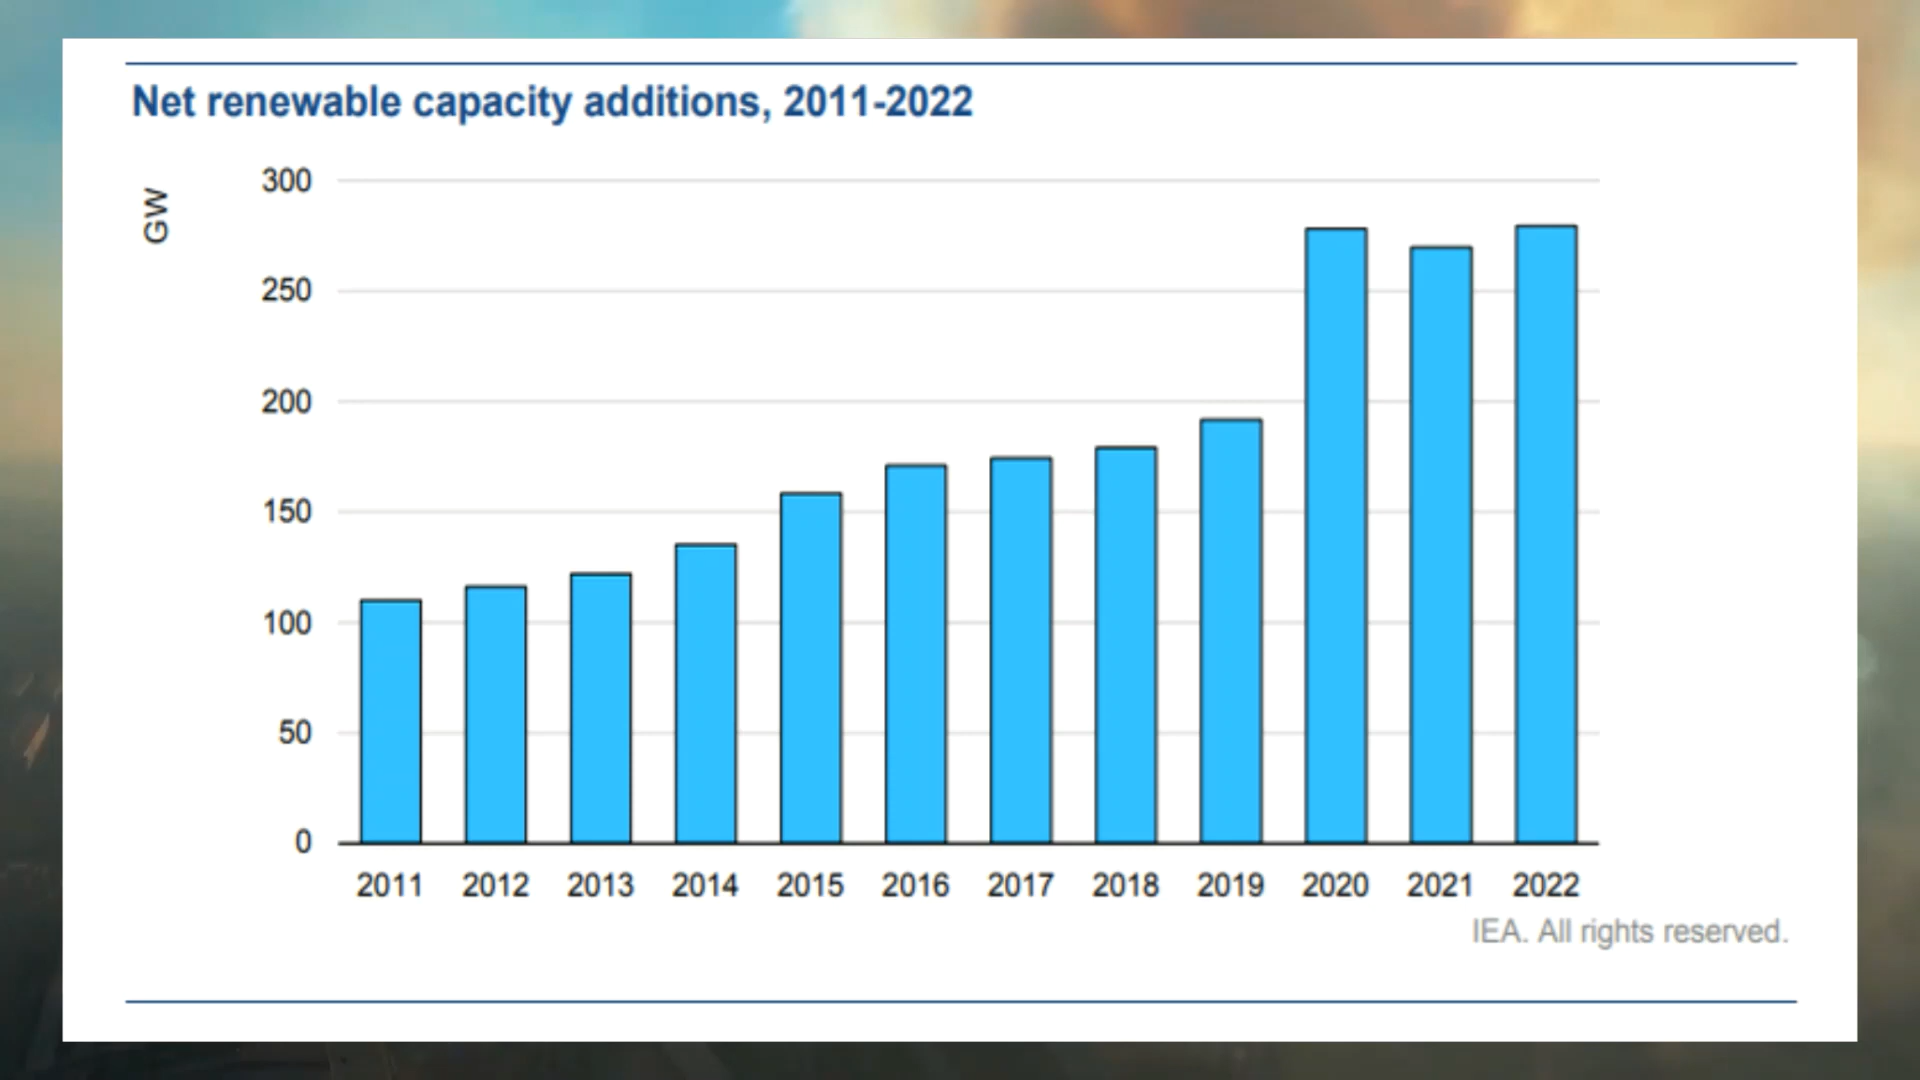 Net renewable capacity additions, 2011-2022
GW
300
250
200
150
100
50
0
2011 2012 2013 2014 2015 2016 2017 2018 2019 2020 2021 2022
IEA. All rights reserved.